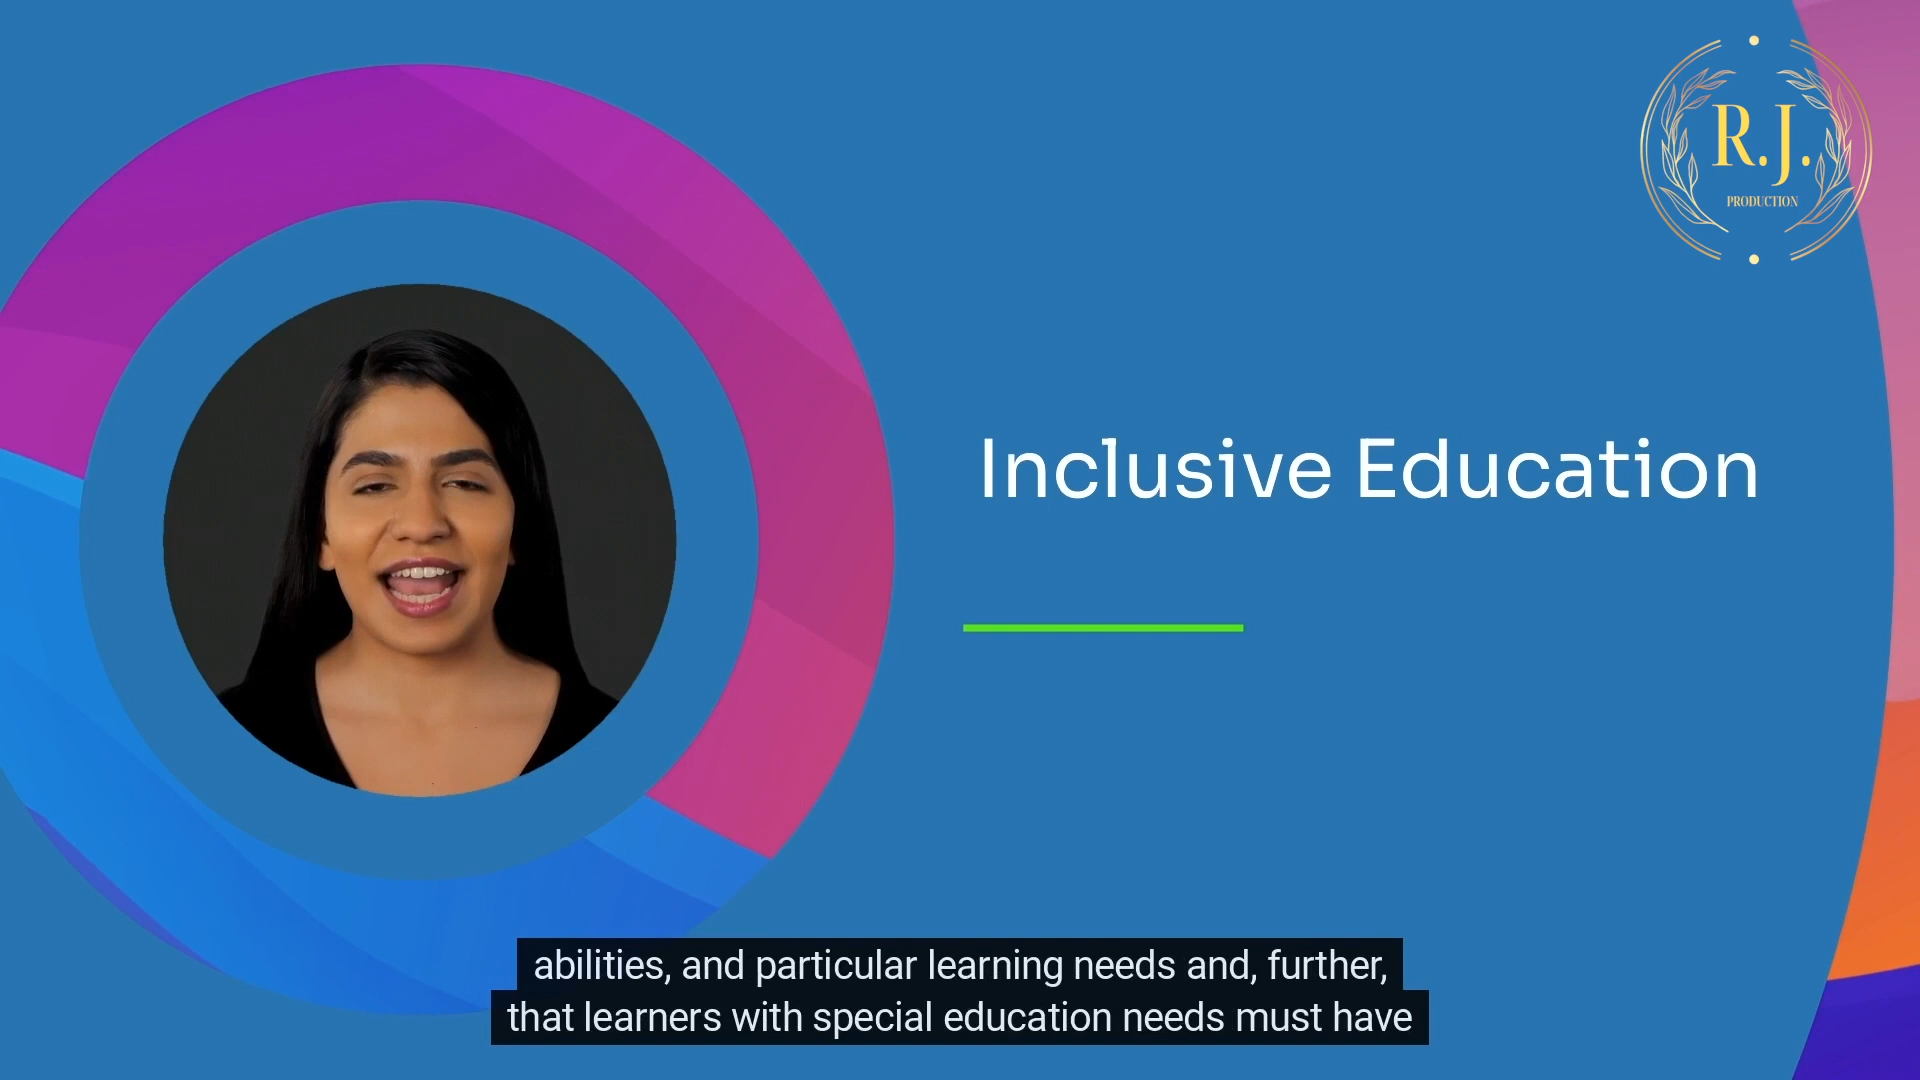 R.J.
PRODUCTION
Inclusive Education
abilities, and particular learning needs and, further,
that learners with special education needs must have